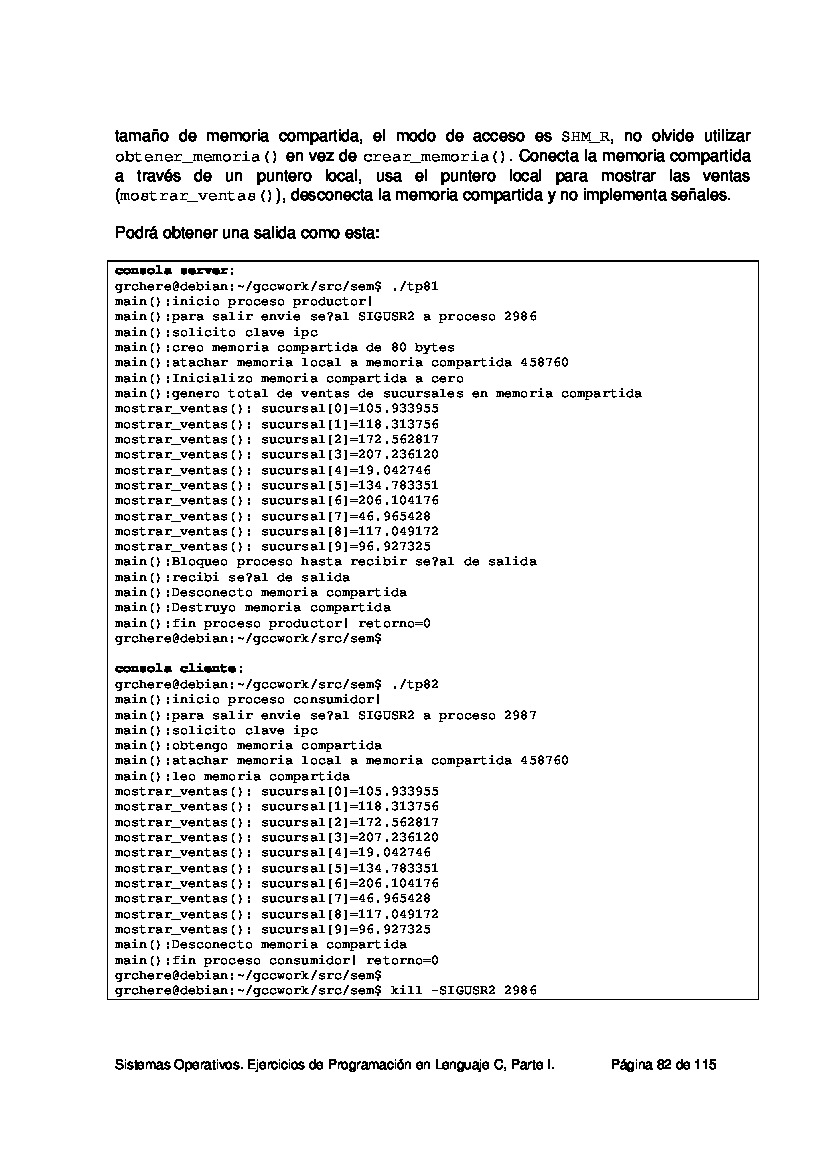 tamaño de memoria compartida, el modo de acceso es SHM_R, no olvide utilizar
obtener_memoria() en vez de crear_memoria(). Conecta la memoria compartida
a través de un puntero local, usa el puntero local para mostrar las ventas
(mostrar_ventas()), desconecta la memoria compartida y no implementa señales.
Podrá obtener una salida como esta:
consola server:
grchere@debian:~/gccwork/src/sem$ ./tp81
main():inicio proceso productor!
main():para salir envie se?al SIGUSR2 a proceso 2986
main():solicito clave ipc
main():creo memoria compartida de 80 bytes
main():atachar memoria local a memoria compartida 458760
main():Inicializo memoria compartida a cero
main():genero total de ventas de sucursales en memoria compartida
mostrar_ventas(): sucursal[0]=105.933955
mostrar_ventas(): sucursal[1]=118.313756
mostrar_ventas(): sucursal[2]=172.562817
mostrar_ventas(): sucursal[3]=207.236120
mostrar_ventas(): sucursal[4]=19.042746
mostrar_ventas(): sucursal[5]=134.783351
mostrar_ventas(): sucursal[6]=206.104176
mostrar_ventas(): sucursal[7]=46.965428
mostrar_ventas(): sucursal[8]=117.049172
mostrar_ventas(): sucursal[9]=96.927325
main():Bloqueo proceso hasta recibir se?al de salida
main():recibi se?al de salida
main():Desconecto memoria compartida
main():Destruyo memoria compartida
main():fin proceso productor! retorno=0
grchere@debian:~/gccwork/src/sem$
consola cliente:
grchere@debian:~/gccwork/src/sem$ ./tp82
main():inicio proceso consumidor!
main():para salir envie se?al SIGUSR2 a proceso 2987
main():solicito clave ipc
main():obtengo memoria compartida
main():atachar memoria local a memoria compartida 458760
main():leo memoria compartida
mostrar_ventas(): sucursal[0]=105.933955
mostrar_ventas(): sucursal[1]=118.313756
mostrar_ventas(): sucursal[2]=172.562817
mostrar_ventas(): sucursal[3]=207.236120
mostrar_ventas(): sucursal[4]=19.042746
mostrar_ventas(): sucursal[5]=134.783351
mostrar_ventas(): sucursal[6]=206.104176
mostrar_ventas(): sucursal[7]=46.965428
mostrar_ventas(): sucursal[8]=117.049172
mostrar_ventas(): sucursal[9]=96.927325
main():Desconecto memoria compartida
main():fin proceso consumidor! retorno=0
grchere@debian:~/gccwork/src/sem$
grchere@debian:~/gccwork/src/sem$ kill -SIGUSR2 2986
Sistemas Operativos. Ejercicios de Programación en Lenguaje C, Parte I. Página 82 de 115